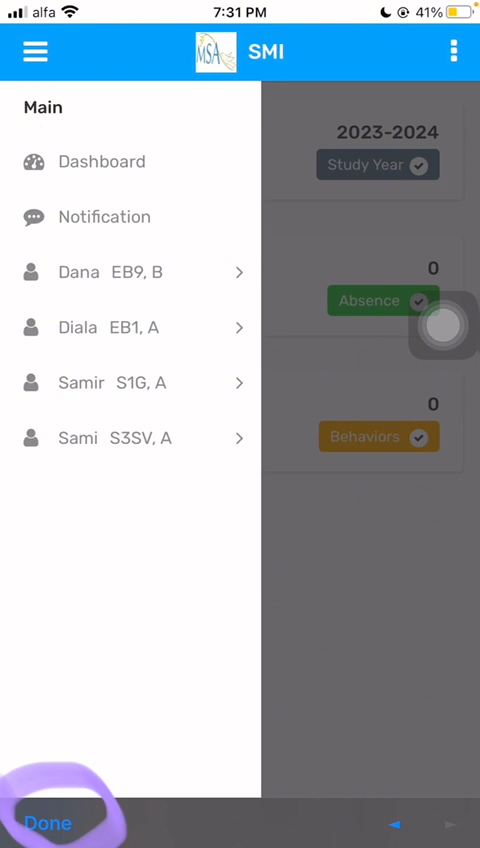 alfa 7:31 PM 41%
MSA SMI
Main
2023-2024
Dashboard
Study Year
Notification
Dana EB9, B
0
Absence
Diala EB1, A
Samir S1G, A
0
Sami S3SV, A
Behaviors
Done